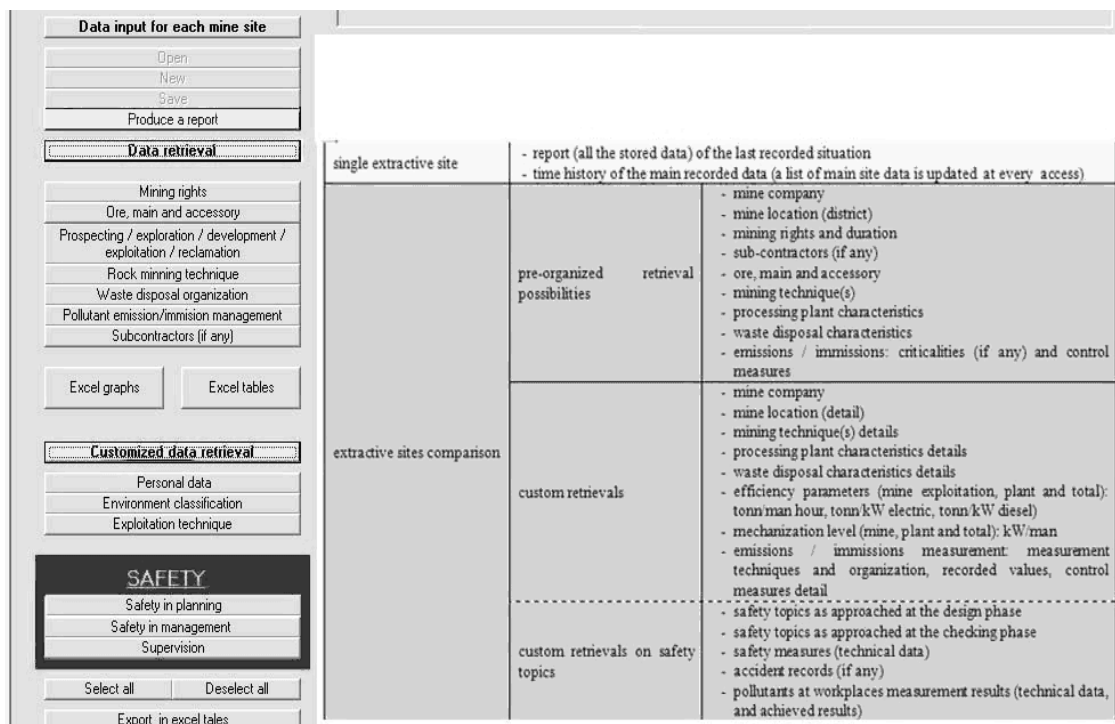 Data input for each mine site
Open
New
Save
Produce a report
Data retrieval
Mining rights
Ore, main and accessory
Prospecting / exploration / development /
exploitation / reclamation
Rock minning technique
Waste disposal organization
Pollutant emission/immision management
Subcontractors (if any)
Excel graphs
Excel tables
Customized data retrieval
Personal data
Environment classification
Exploitation technique
SAFETY
Safety in planning
Safety in management
Supervision
Select all
Deselect all
Export in excel tales
single extractive site
- report (all the stored data) of the last recorded situation
- time history of the main recorded data (a list of main site data is updated at every access)
extractive sites comparison
pre-organized retrieval
possibilities
- mine company
- mine location (district)
- mining rights and duration
- sub-contractors (if any)
- ore, main and accessory
- mining technique(s)
- processing plant characteristics
- waste disposal characteristics
- emissions / immissions: criticalities (if any) and control
measures
custom retrievals
- mine company
- mine location (detail)
- mining technique(s) details
- processing plant characteristics details
- waste disposal characteristics details
- efficiency parameters (mine exploitation, plant and total):
tonn/man hour, tonn/kW electric, tonn/kW diesel)
- mechanization level (mine, plant and total): kW/man
- emissions / immissions measurement: measurement
techniques and organization, recorded values, control
measures detail
custom retrievals on safety
topics
- safety topics as approached at the design phase
- safety topics as approached at the checking phase
- safety measures (technical data)
- accident records (if any)
- pollutants at workplaces measurement results (technical data,
and achieved results)